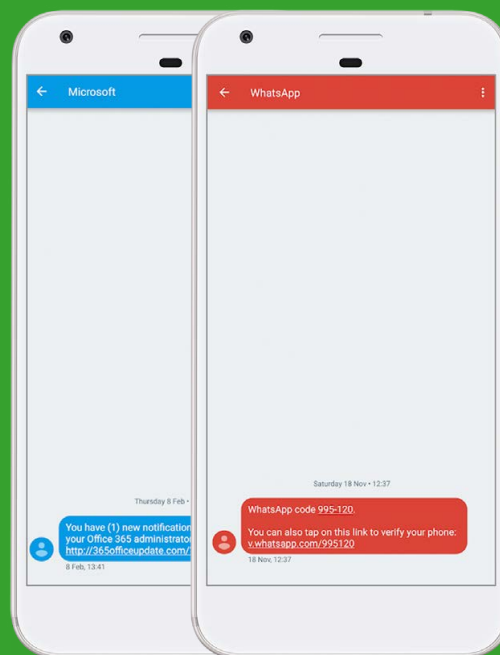 Microsoft
Thursday 8 Feb •
You have (1) new notification
your Office 365 administrator
http://365officeupdate.com/
8 Feb, 13:41
WhatsApp
Saturday 18 Nov • 12:37
WhatsApp code 995-120.
You can also tap on this link to verify your phone:
v.whatsapp.com/995120
18 Nov, 12:37